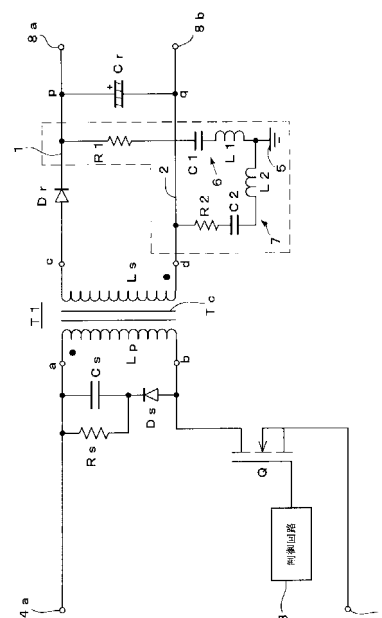 8a
8b
p
q
+
Cr
1
R1
C1
L1
6
5
2
L2
R2
C2
7
Dr
c
d
Ls
T1
Tc
Lp
a
b
Cs
Rs
Ds
Q
制御回路
4a